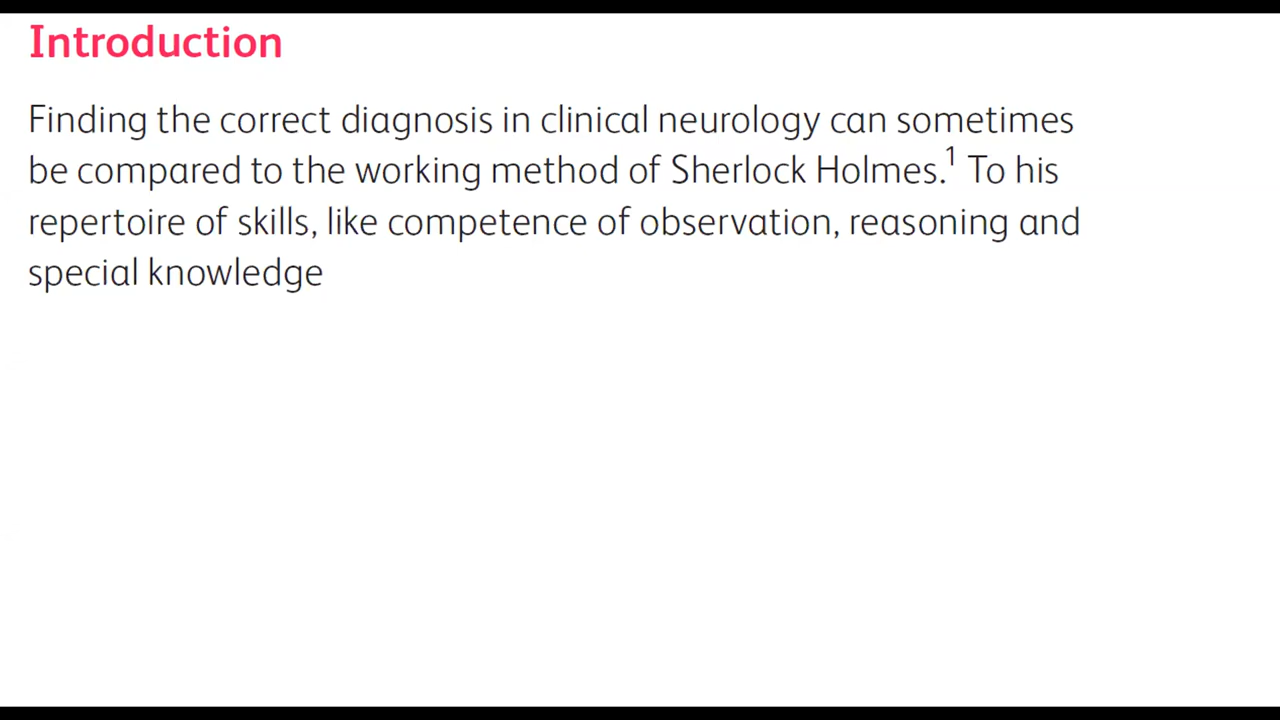 Introduction
Finding the correct diagnosis in clinical neurology can sometimes
be compared to the working method of Sherlock Holmes.¹ To his
repertoire of skills, like competence of observation, reasoning and
special knowledge